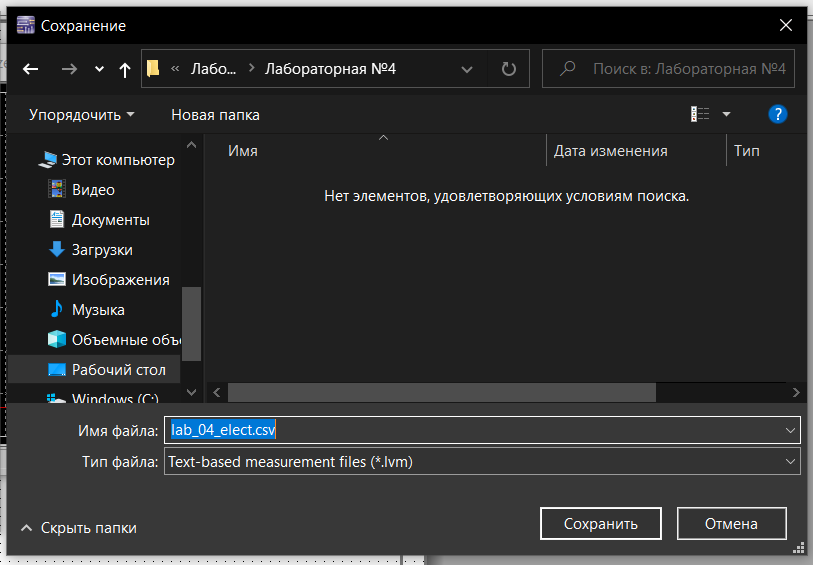 Сохранение
« Лабо... > Лабораторная №4
Поиск в: Лабораторная №4
Упорядочить
Новая папка
?
Этот компьютер
Видео
Документы
Загрузки
Изображения
Музыка
Объемные объ
Рабочий стол
Windows (C:)
Имя
Дата изменения
Тип
Нет элементов, удовлетворяющих условиям поиска.
Имя файла: lab_04_elect.csv
Тип файла: Text-based measurement files (*.lvm)
Скрыть папки
Сохранить
Отмена